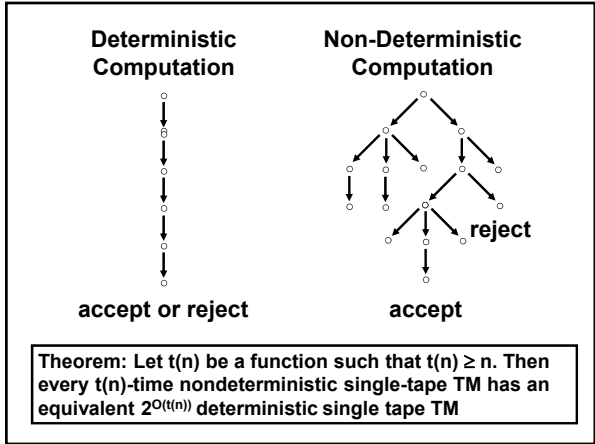 Deterministic
Computation
Non-Deterministic
Computation
reject
accept or reject
accept
Theorem: Let t(n) be a function such that t(n) ≥ n. Then
every t(n)-time nondeterministic single-tape TM has an
equivalent 2^O(t(n)) deterministic single tape TM